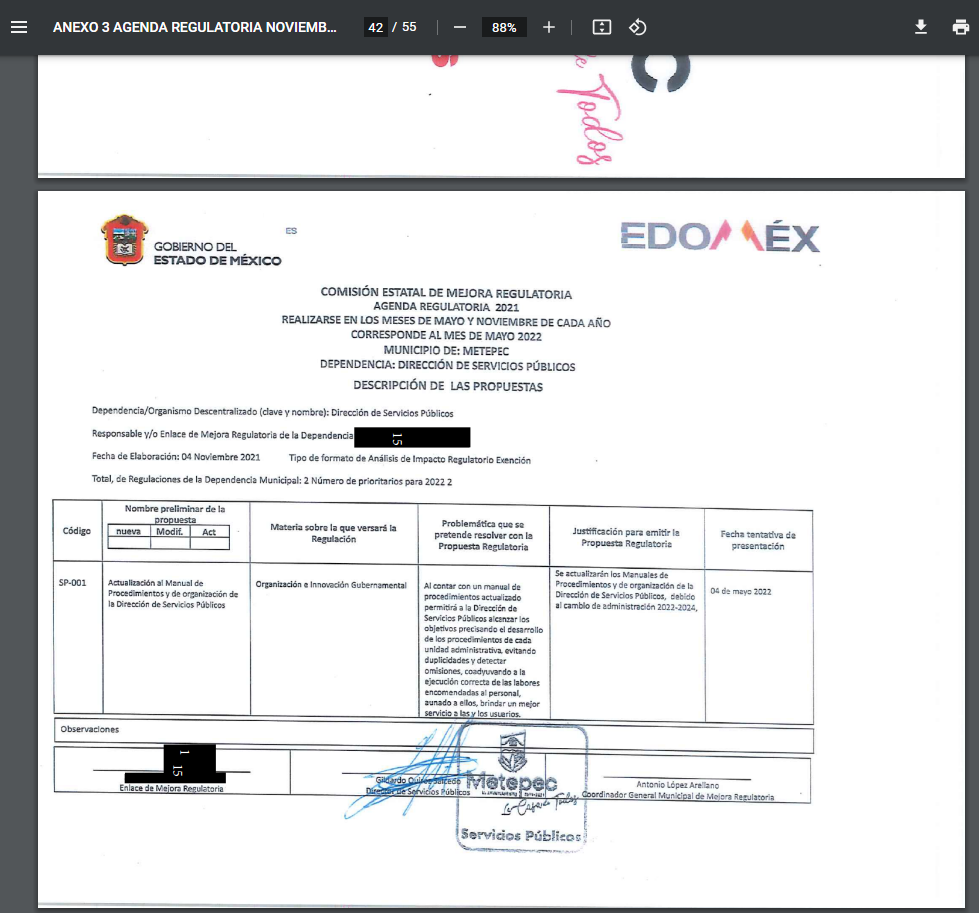 ANEXO 3 AGENDA REGULATORIA NOVIEMB...
42 / 55
88%
de Todos
GOBIERNO DEL
ESTADO DE MÉXICO
ES
EDOMÉX
COMISIÓN ESTATAL DE MEJORA REGULATORIA
AGENDA REGULATORIA 2021
REALIZARSE EN LOS MESES DE MAYO Y NOVIEMBRE DE CADA AÑO
CORRESPONDE AL MES DE MAYO 2022
MUNICIPIO DE: METEPEC
DEPENDENCIA: DIRECCIÓN DE SERVICIOS PÚBLICOS
DESCRIPCIÓN DE LAS PROPUESTAS
Dependencia/Organismo Descentralizado (clave y nombre): Dirección de Servicios Públicos
Responsable y/o Enlace de Mejora Regulatoria de la Dependencia
15
Fecha de Elaboración: 04 Noviembre 2021 Tipo de formato de Análisis de Impacto Regulatorio Exención
Total, de Regulaciones de la Dependencia Municipal: 2 Número de prioritarios para 2022 2
Código
Nombre preliminar de la
propuesta
nueva Modif. Act
Materia sobre la que versará la
Regulación
Problemática que se
pretende resolver con la
Propuesta Regulatoria
Justificación para emitir la
Propuesta Regulatoria
Fecha tentativa de
presentación
SP-001
Actualización al Manual de
Procedimientos y de organización de
la Dirección de Servicios Públicos
Organización e Innovación Gubernamental
Al contar con un manual de
procedimientos actualizado
permitirá a la Dirección de
Servicios Públicos alcanzar los
objetivos precisando el desarrollo
de los procedimientos de cada
unidad administrativa, evitando
duplicidades y detectar
omisiones, coadyuvando a la
ejecución correcta de las labores
encomendadas al personal,
aunado a ellos, brindar un mejor
servicio a las y los usuarios.
Se actualizarán los Manuales de
Procedimientos y de organización de la
Dirección de Servicios Públicos, debido
al cambio de administración 2022-2024,
04 de mayo 2022
Observaciones
1
15
Enlace de Mejora Regulatoria
Gildardo
Director de Servicios Públicos
Metepec
Servicios Públicos
Antonio López Arellano
Coordinador General Municipal de Mejora Regulatoria